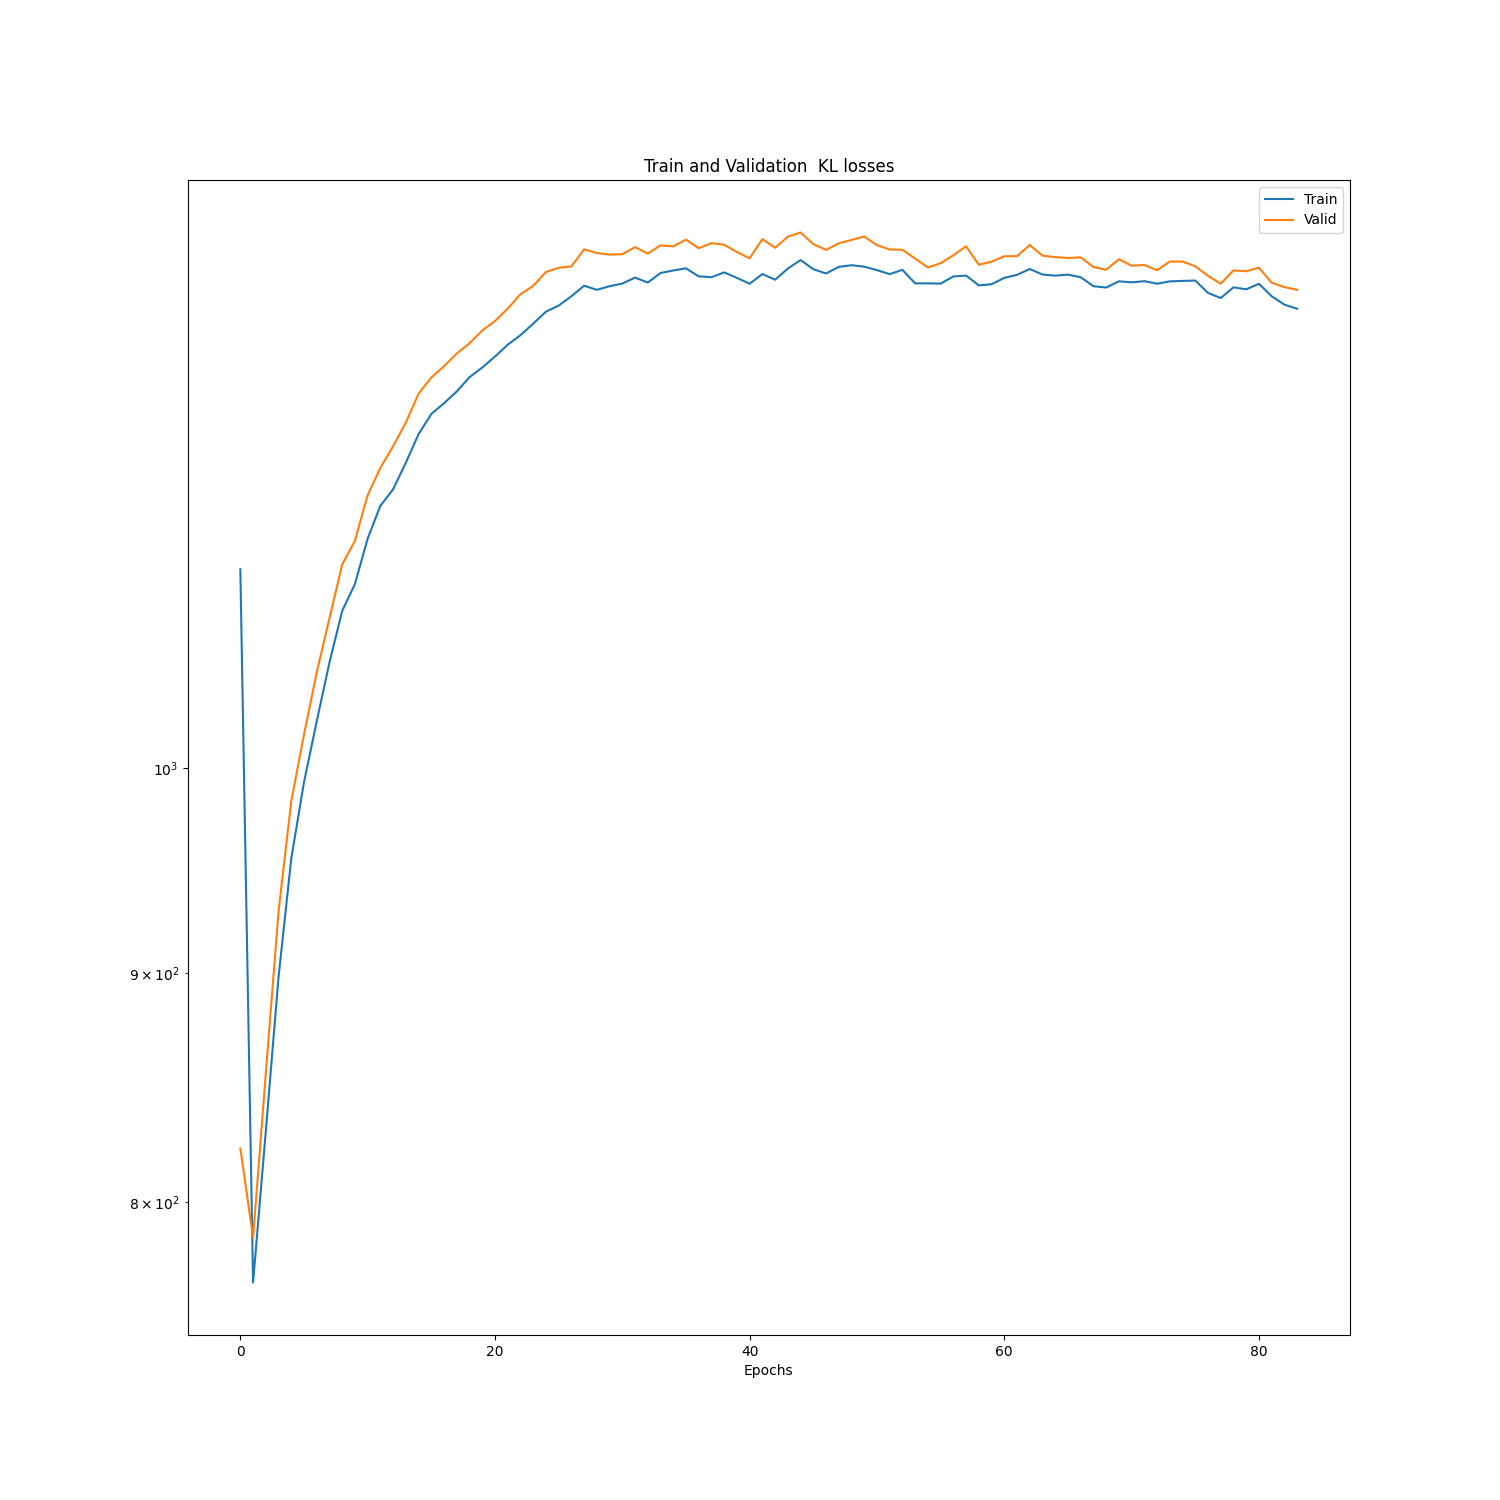 Train and Validation  KL losses
Train
Valid
10³
9 × 10²
8 × 10²
0 20 40 60 80
Epochs